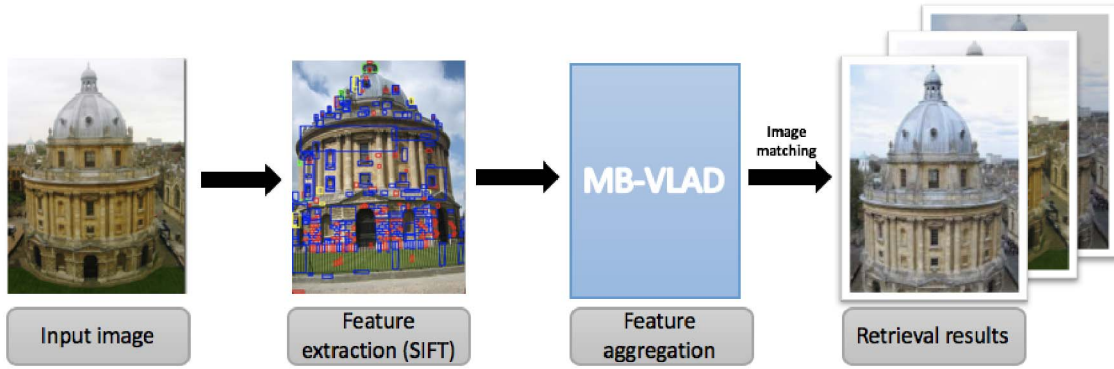 Image
matching
MB-VLAD
Input image
Feature
extraction (SIFT)
Feature
aggregation
Retrieval results